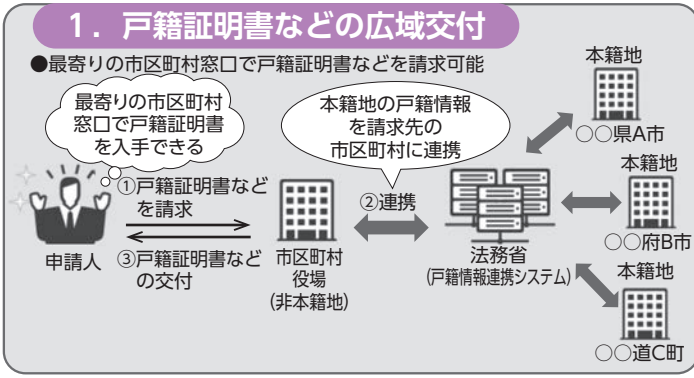 1. 戸籍証明書などの広域交付
●最寄りの市区町村窓口で戸籍証明書などを請求可能
最寄りの市区町村
窓口で戸籍証明書
を入手できる
本籍地の戸籍情報
を請求先の
市区町村に連携
申請人
①戸籍証明書など
を請求
③戸籍証明書など
の交付
市区町村
役場
(非本籍地)
②連携
法務省
(戸籍情報連携システム)
本籍地
○○県A市
本籍地
○○府B市
本籍地
○○道C町